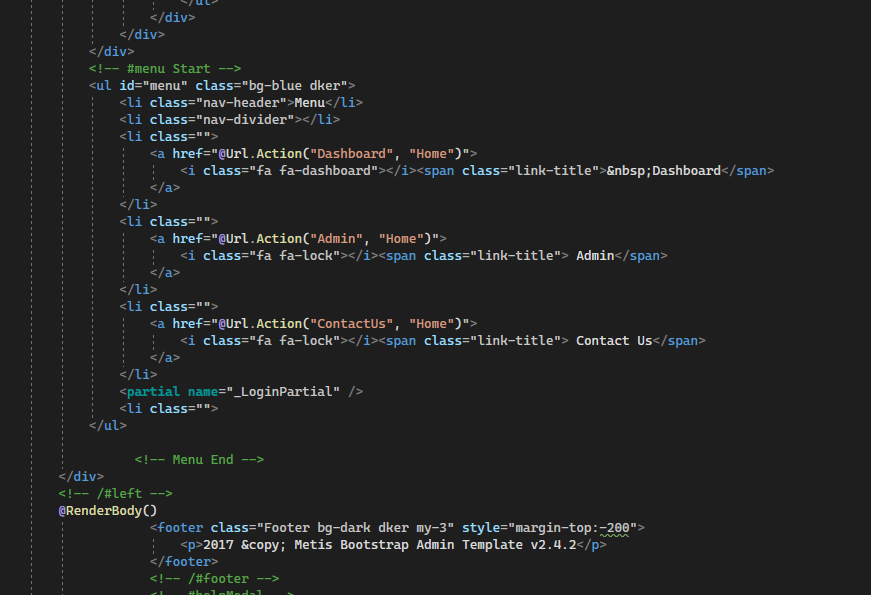 </ul>
</div>
</div>
</div>
<!-- #menu Start -->
<ul id="menu" class="bg-blue dker">
<li class="nav-header">Menu</li>
<li class="nav-divider"></li>
<li class="">
<a href="@Url.Action("Dashboard", "Home")">
<i class="fa fa-dashboard"></i><span class="link-title">&nbsp;Dashboard</span>
</a>
</li>
<li class="">
<a href="@Url.Action("Admin", "Home")">
<i class="fa fa-lock"></i><span class="link-title"> Admin</span>
</a>
</li>
<li class="">
<a href="@Url.Action("ContactUs", "Home")">
<i class="fa fa-lock"></i><span class="link-title"> Contact Us</span>
</a>
</li>
<partial name="_LoginPartial" />
<li class="">
</ul>
<!-- Menu End -->
</div>
<!-- /#left -->
@RenderBody()
<footer class="Footer bg-dark dker my-3" style="margin-top:-200">
<p>2017 &copy; Metis Bootstrap Admin Template v2.4.2</p>
</footer>
<!-- /#footer -->
<!-- #helpModal -->